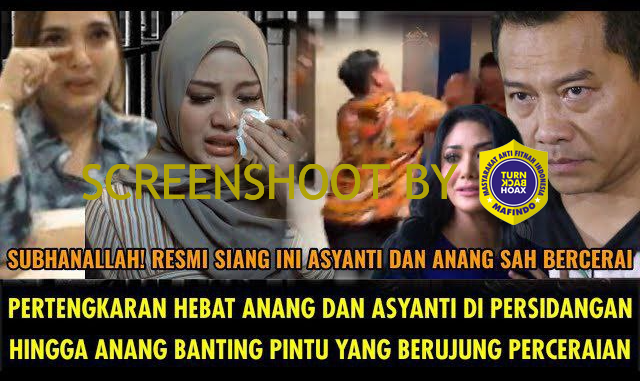 SCREENSHOOT BY
MASYARAKAT ANTI FITNAH INDONESIA
TURN
BACK
HOAX
MAFINDO
SUBHANALLAH! RESMI SIANG INI ASYANTI DAN ANANG SAH BERCERAI
PERTENGKARAN HEBAT ANANG DAN ASYANTI DI PERSIDANGAN
HINGGA ANANG BANTING PINTU YANG BERUJUNG PERCERAIAN